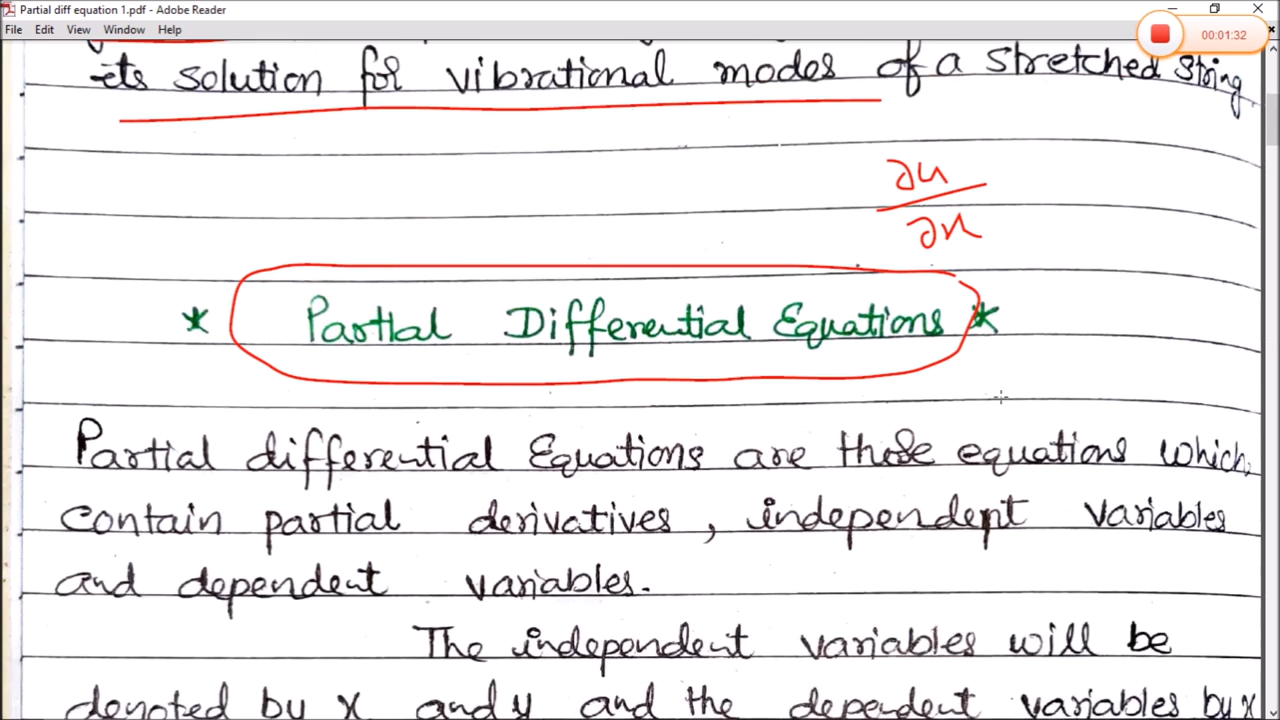 Partial diff equation 1.pdf - Adobe Reader
File Edit View Window Help
00:01:32
its solution for vibrational modes of a stretched string
∂u
∂x
* Partial Differential Equations *
Partial differential Equations are those equations which
contain partial derivatives, independent variables
and dependent variables.
The independent variables will be
denoted by x and y and the dependent variables by x